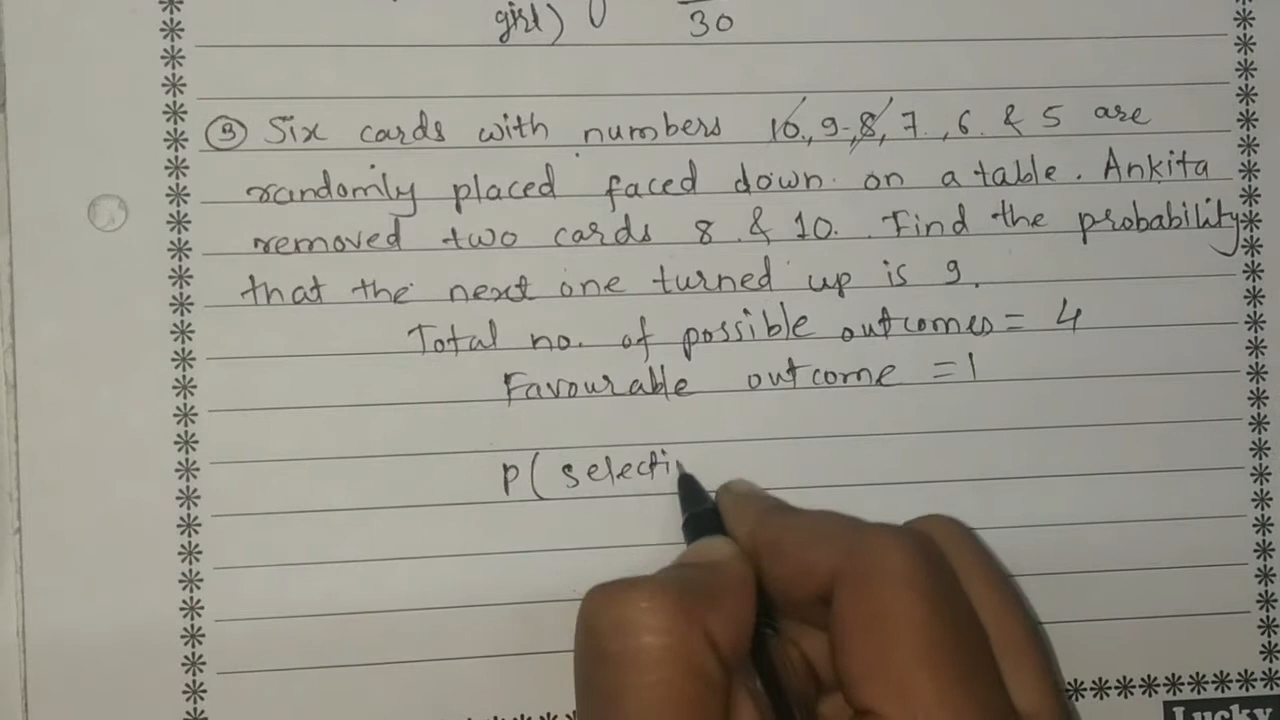 girl) 30
③ Six cards with numbers 10, 9, 8, 7, 6 & 5 are
randomly placed faced down on a table. Ankita
removed two cards 8 & 10. Find the probability
that the next one turned up is 9.
Total no. of possible outcomes = 4
Favourable outcome = 1
P( selecti
Lucky